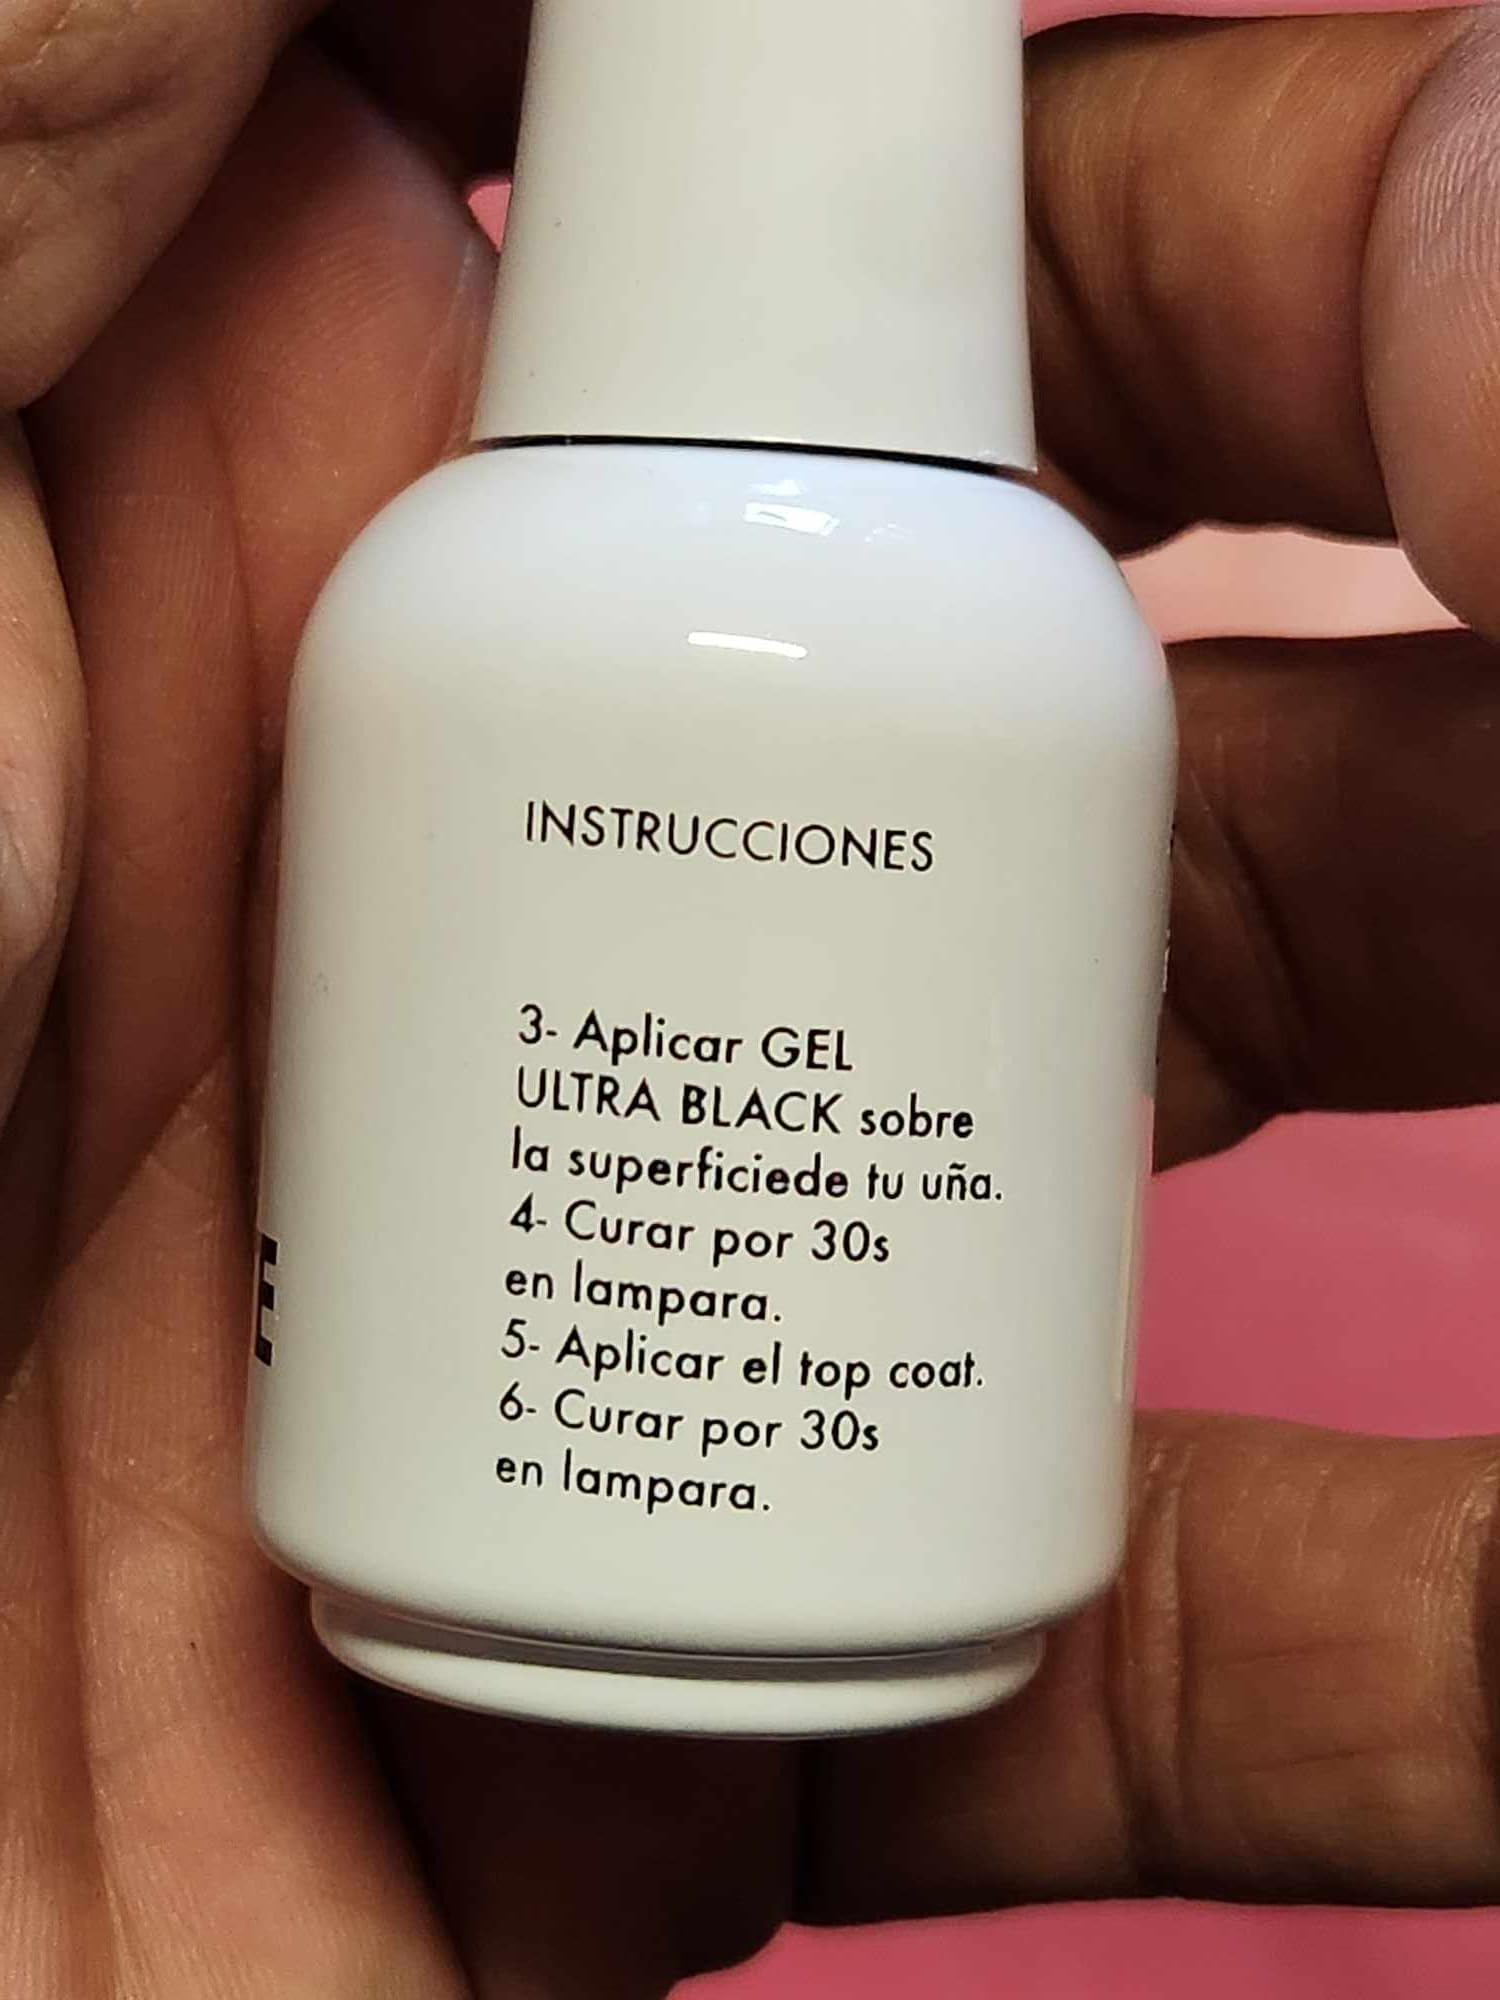 INSTRUCCIONES
3- Aplicar GEL
ULTRA BLACK sobre
la superficiede tu uña.
4- Curar por 30s
en lampara.
5- Aplicar el top coat.
6- Curar por 30s
en lampara.
E